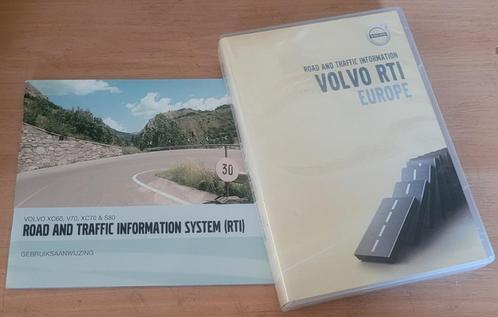 30
VOLVO XC60, V70, XC70 & S80
ROAD AND TRAFFIC INFORMATION SYSTEM (RTI)
GEBRUIKSAANWIJZING
ROAD AND TRAFFIC INFORMATION
VOLVO RTI
EUROPE